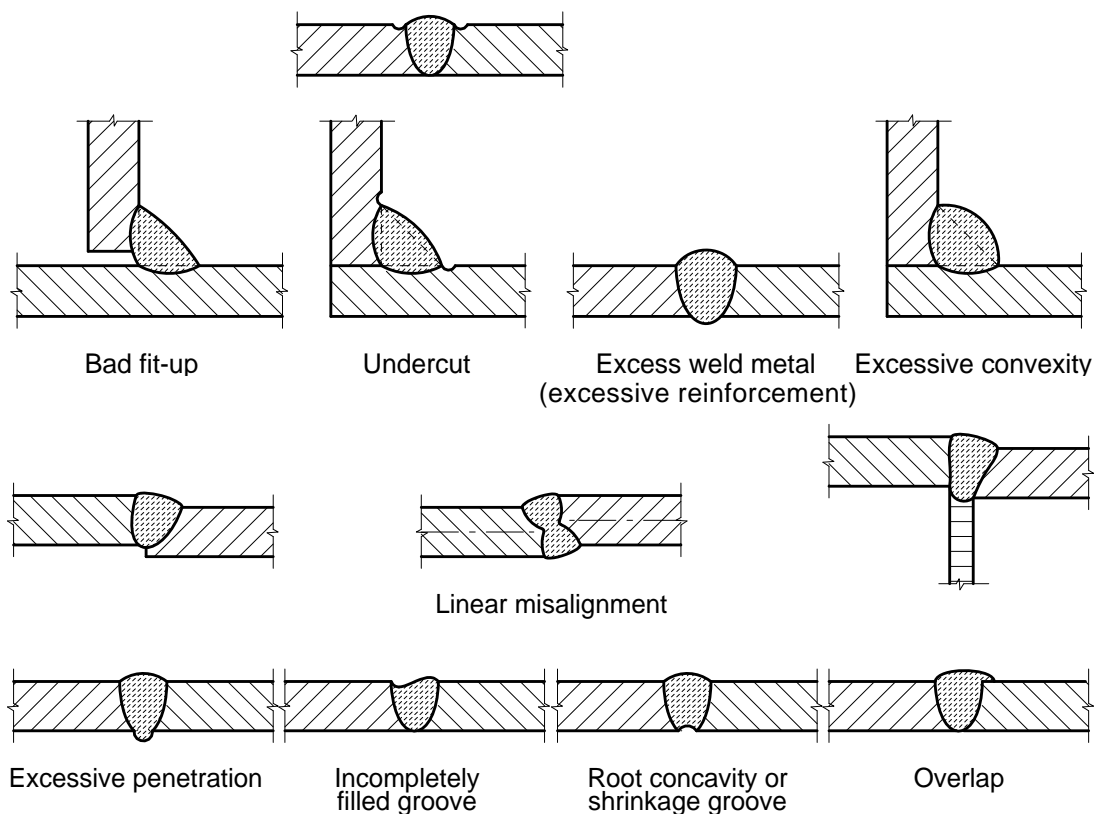 Bad fit-up
Undercut
Excess weld metal
(excessive reinforcement)
Excessive convexity
Linear misalignment
Excessive penetration
Incompletely
filled groove
Root concavity or
shrinkage groove
Overlap